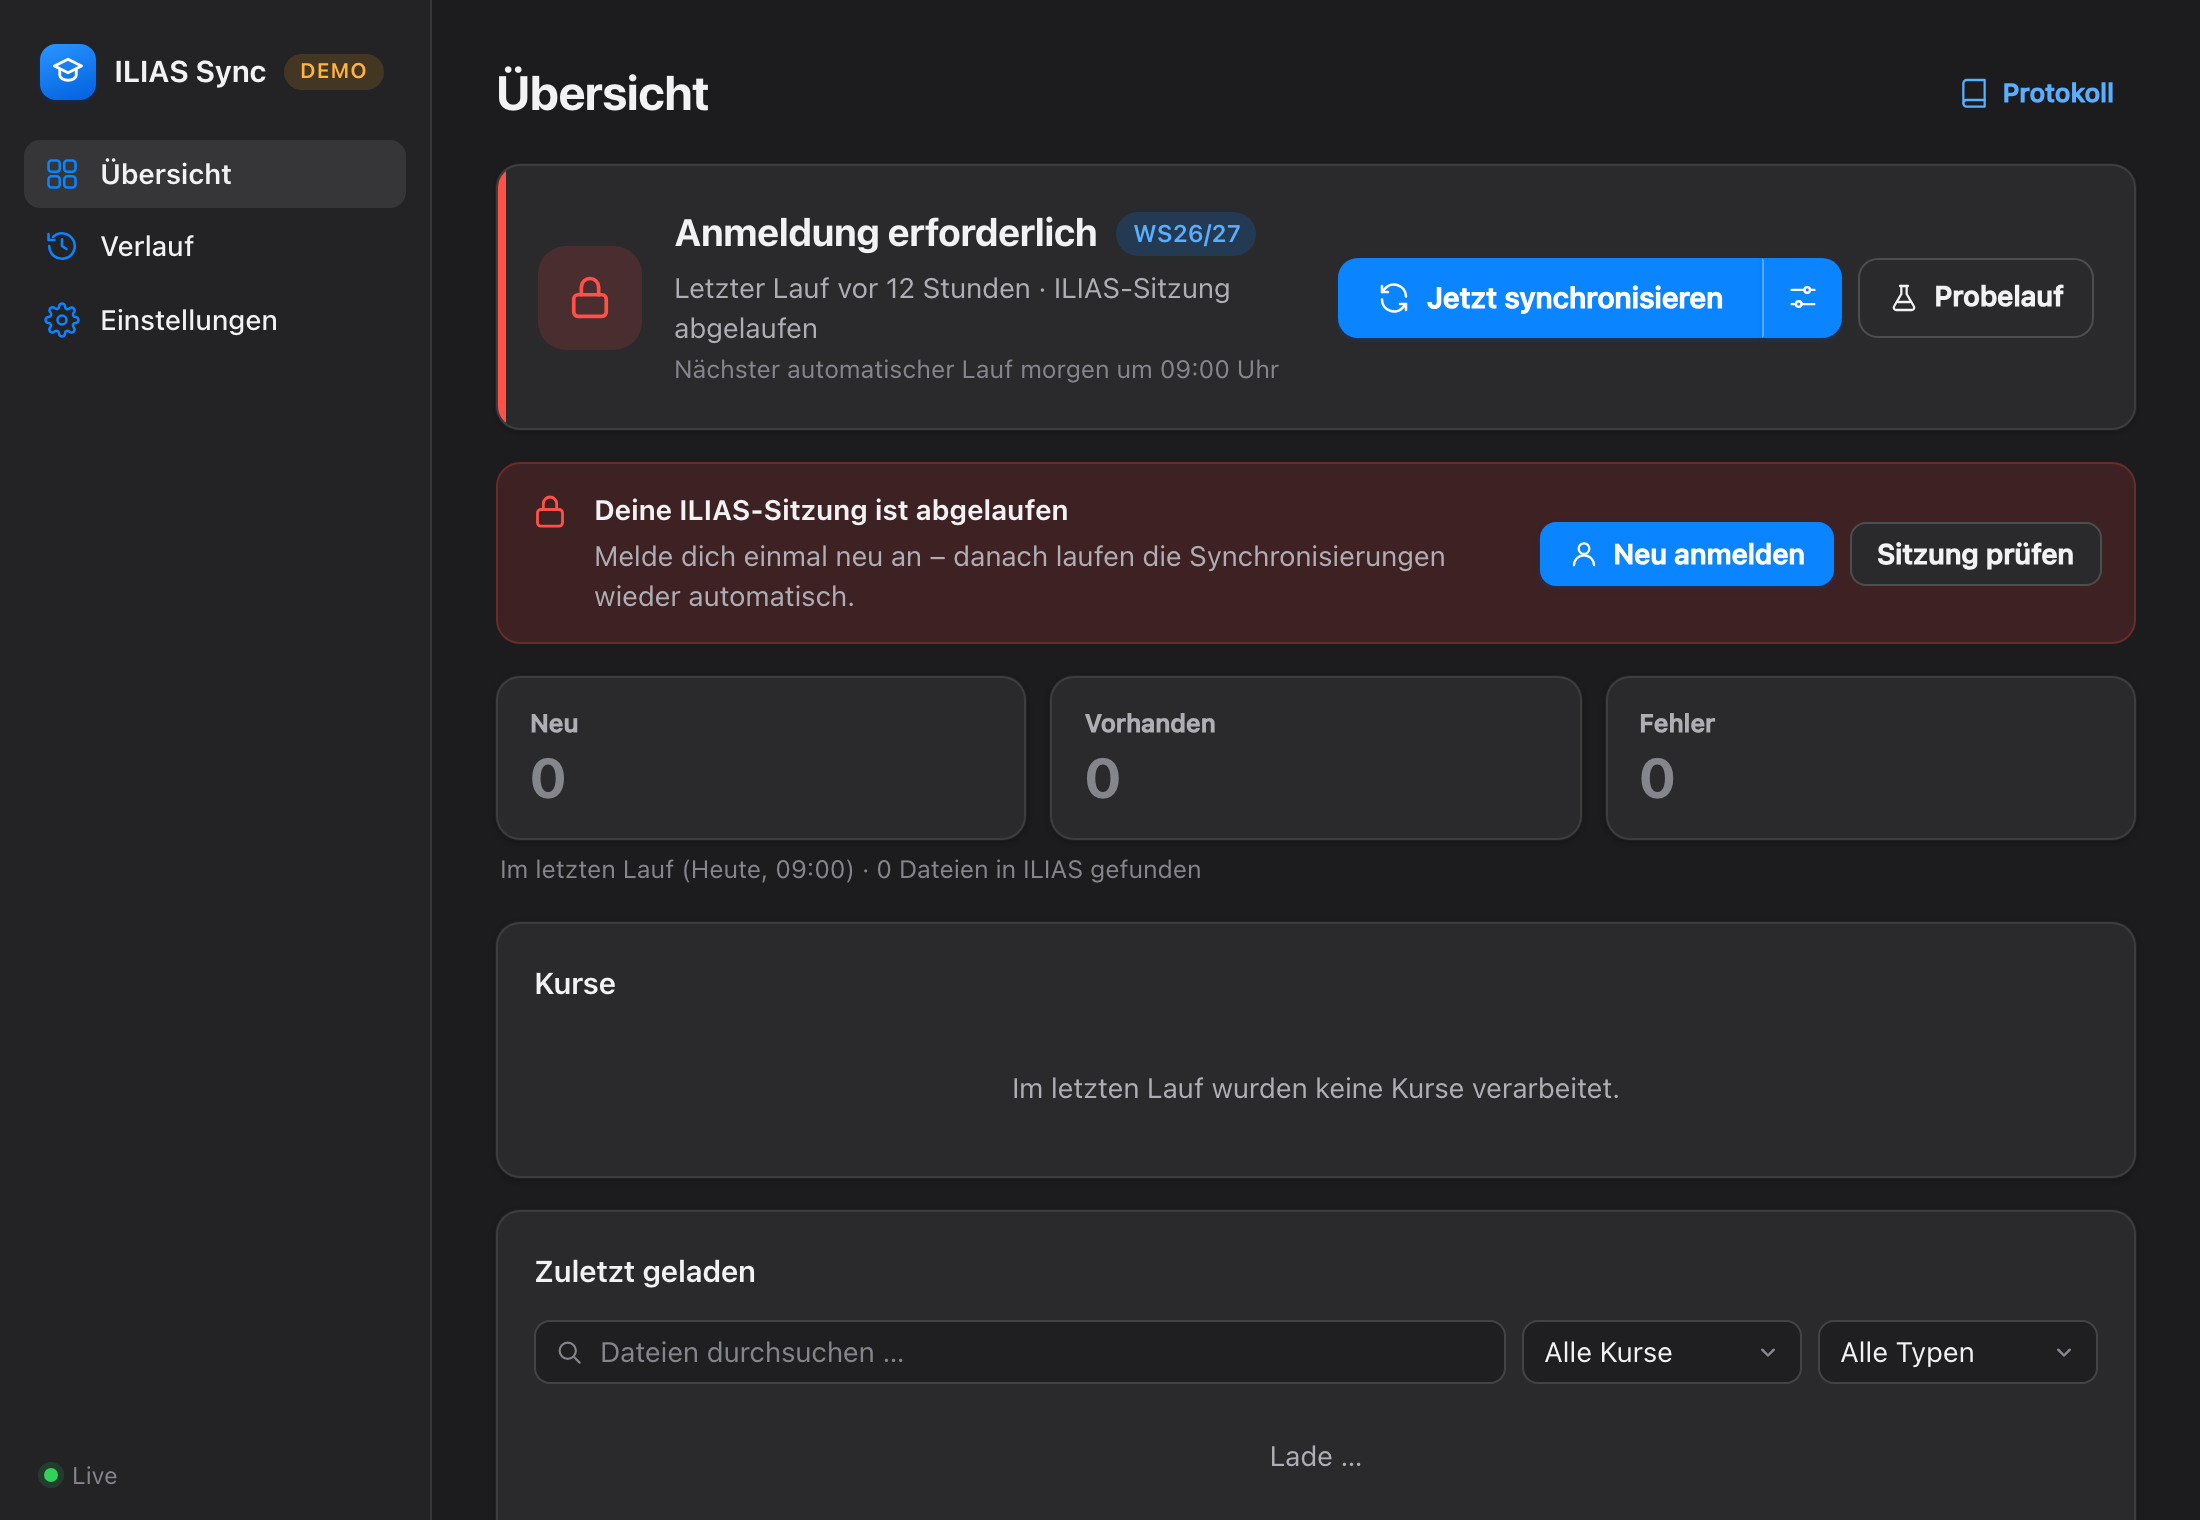 ILIAS Sync DEMO
Übersicht
Verlauf
Einstellungen
Live
Übersicht
Protokoll
Anmeldung erforderlich WS26/27
Letzter Lauf vor 12 Stunden · ILIAS-Sitzung
abgelaufen
Nächster automatischer Lauf morgen um 09:00 Uhr
Jetzt synchronisieren
Probelauf
Deine ILIAS-Sitzung ist abgelaufen
Melde dich einmal neu an – danach laufen die Synchronisierungen
wieder automatisch.
Neu anmelden
Sitzung prüfen
Neu
0
Vorhanden
0
Fehler
0
Im letzten Lauf (Heute, 09:00) · 0 Dateien in ILIAS gefunden
Kurse
Im letzten Lauf wurden keine Kurse verarbeitet.
Zuletzt geladen
Dateien durchsuchen ...
Alle Kurse
Alle Typen
Lade ...